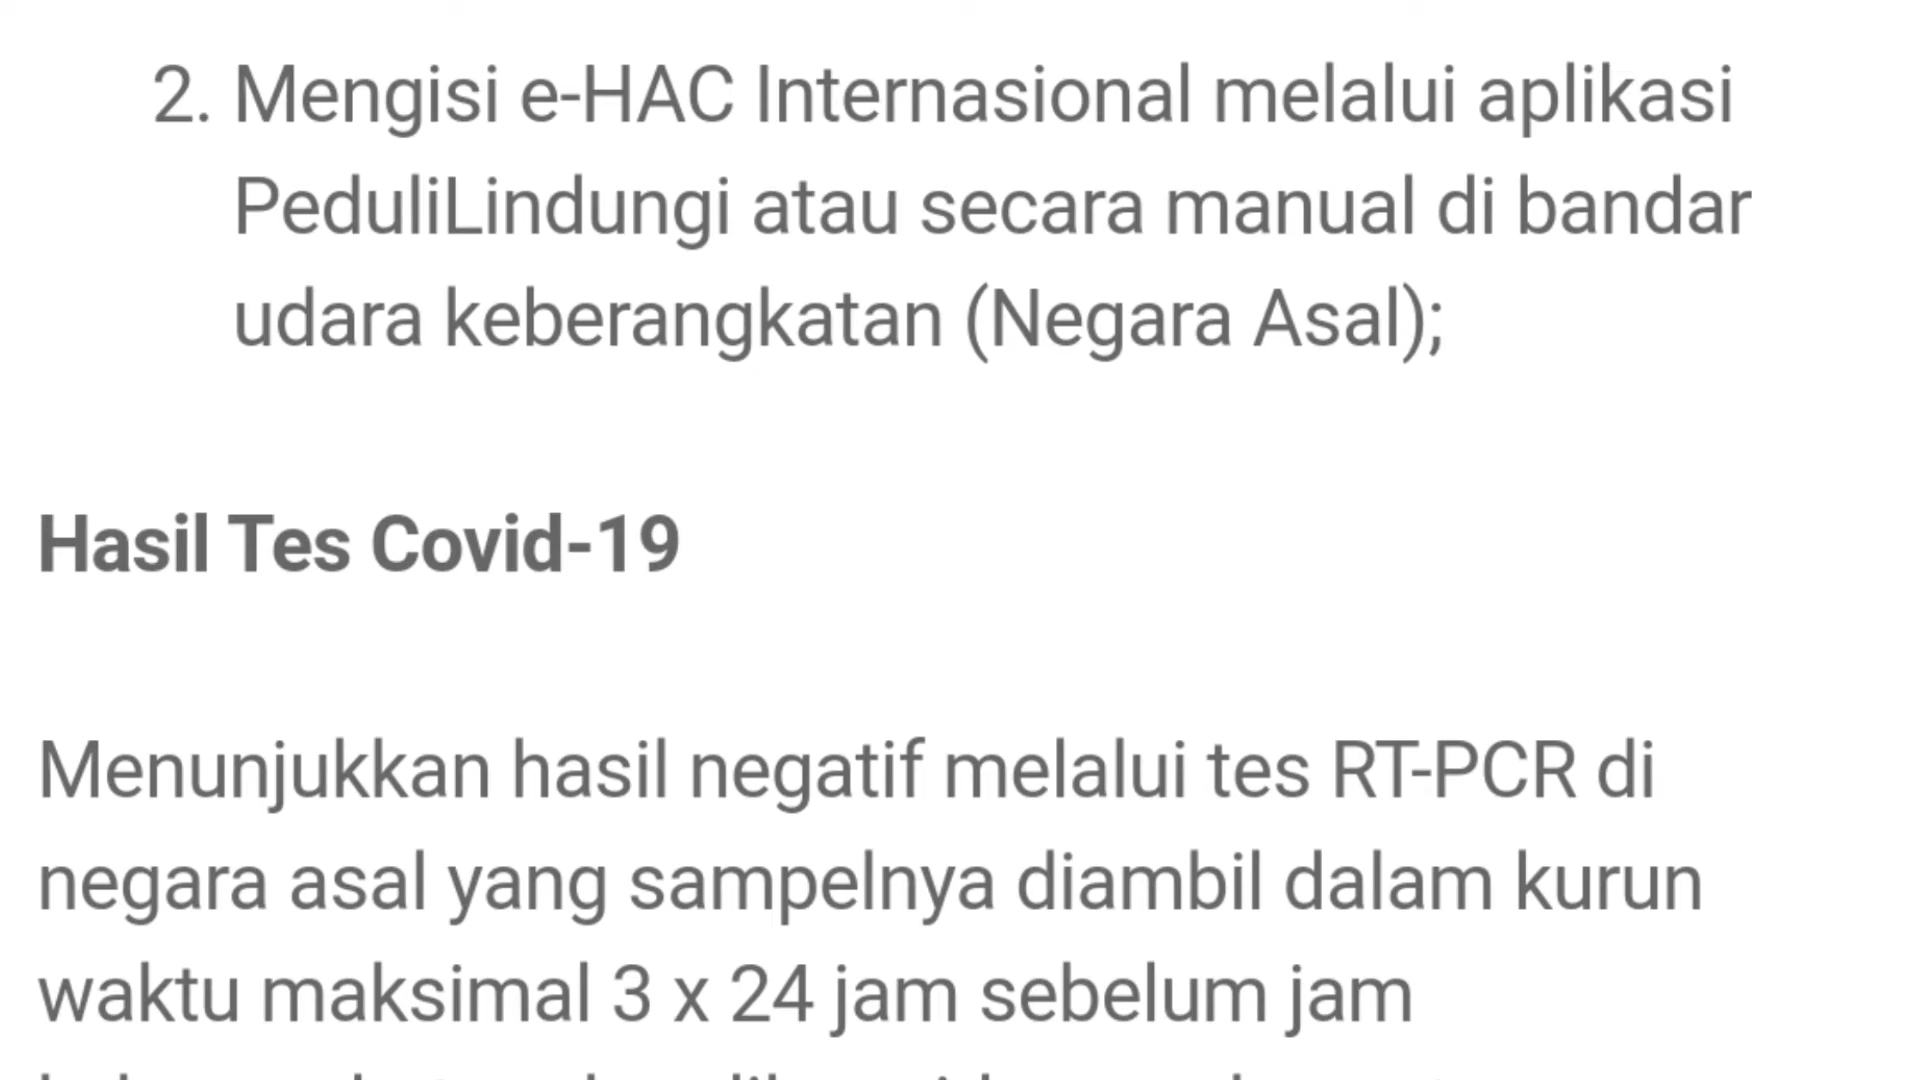 2. Mengisi e-HAC Internasional melalui aplikasi
PeduliLindungi atau secara manual di bandar
udara keberangkatan (Negara Asal);
Hasil Tes Covid-19
Menunjukkan hasil negatif melalui tes RT-PCR di
negara asal yang sampelnya diambil dalam kurun
waktu maksimal 3 x 24 jam sebelum jam